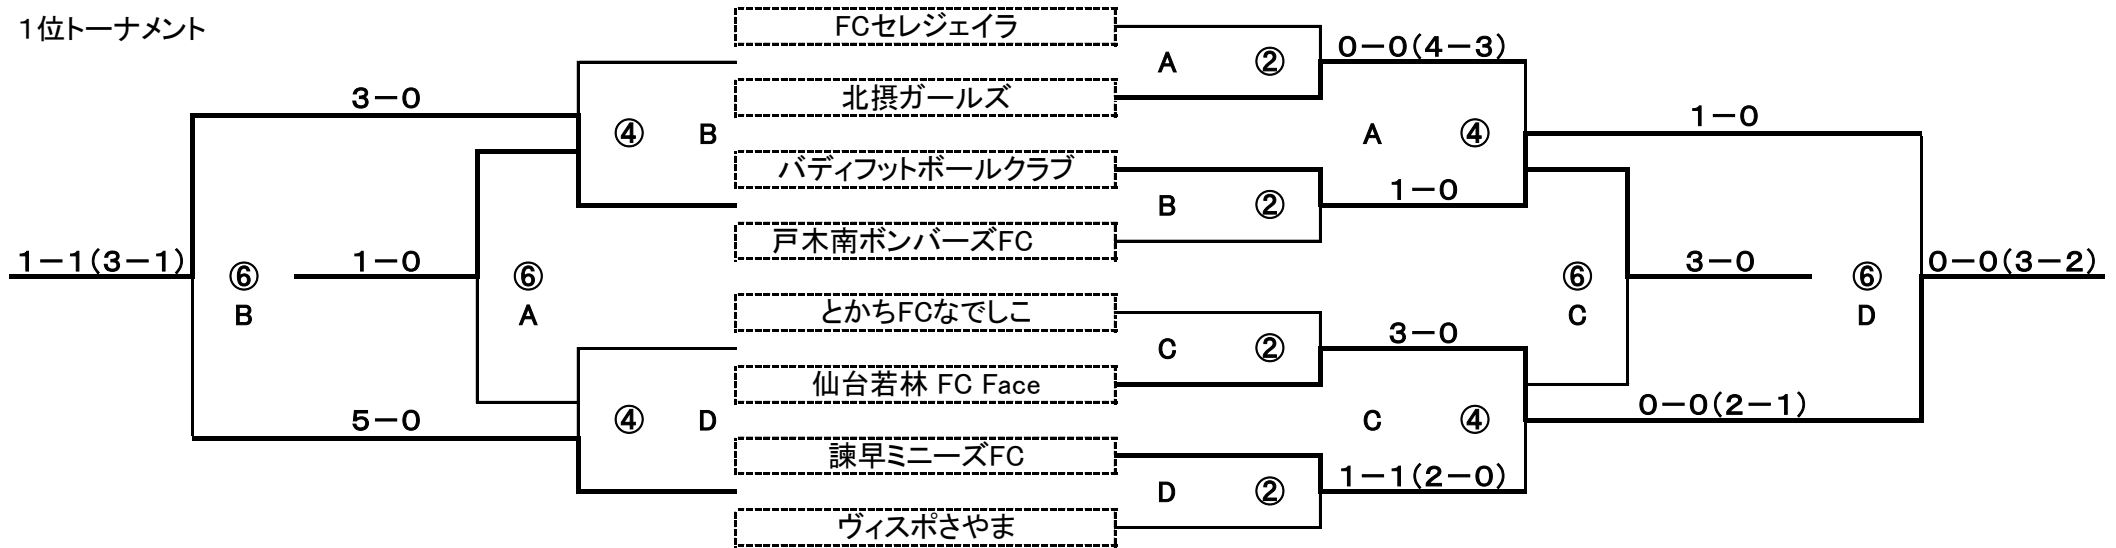 １位トーナメント
FCセレジェイラ
A ② ０－０(４－３)
北摂ガールズ
３－０
④ B
A ④
１－０
バディフットボールクラブ
B ② １－０
戸木南ボンバーズFC
１－１(３－１)
⑥ B
１－０
⑥ A
とかちFCなでしこ
⑥ C
３－０
⑥ D
０－０(３－２)
C ② ３－０
仙台若林 FC Face
５－０
④ D
C ④
０－０(２－１)
諫早ミニーズFC
D ② １－１(２－０)
ヴィスポさやま